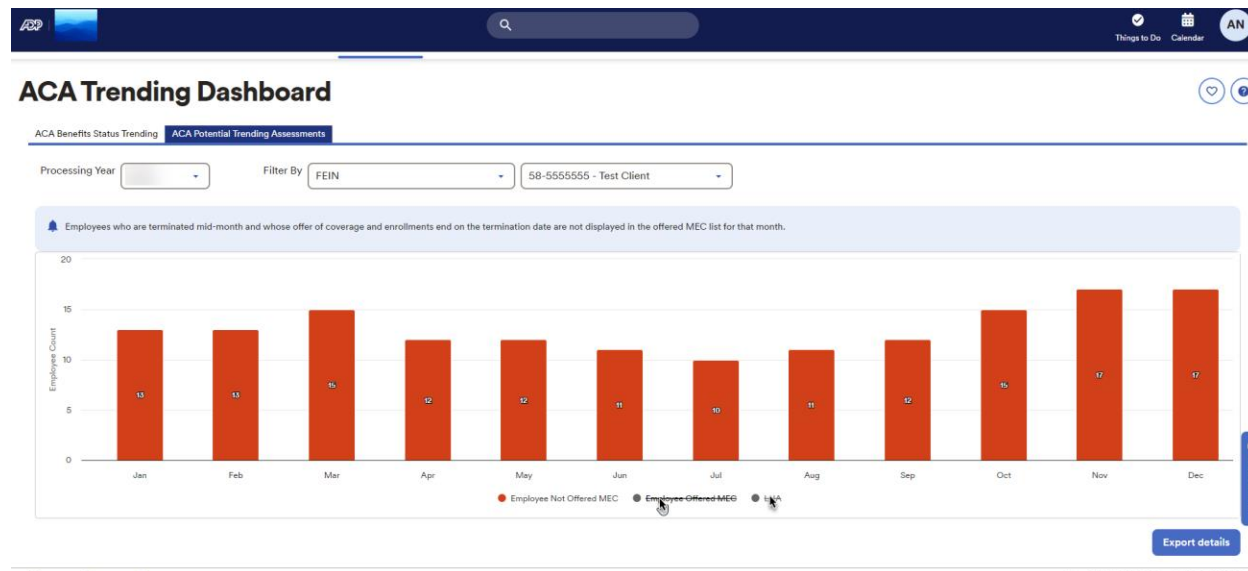 ADP
Things to Do Calendar AN
ACA Trending Dashboard
ACA Benefits Status Trending ACA Potential Trending Assessments
Processing Year Filter By FEIN 58-5555555 - Test Client
Employees who are terminated mid-month and whose offer of coverage and enrollments end on the termination date are not displayed in the offered MEC list for that month.
20
15
10
5
0
Employee Count
13 13 15 12 12 11 10 11 12 15 17 17
Jan Feb Mar Apr May Jun Jul Aug Sep Oct Nov Dec
Employee Not Offered MEC Employee Offered MEC
Export details